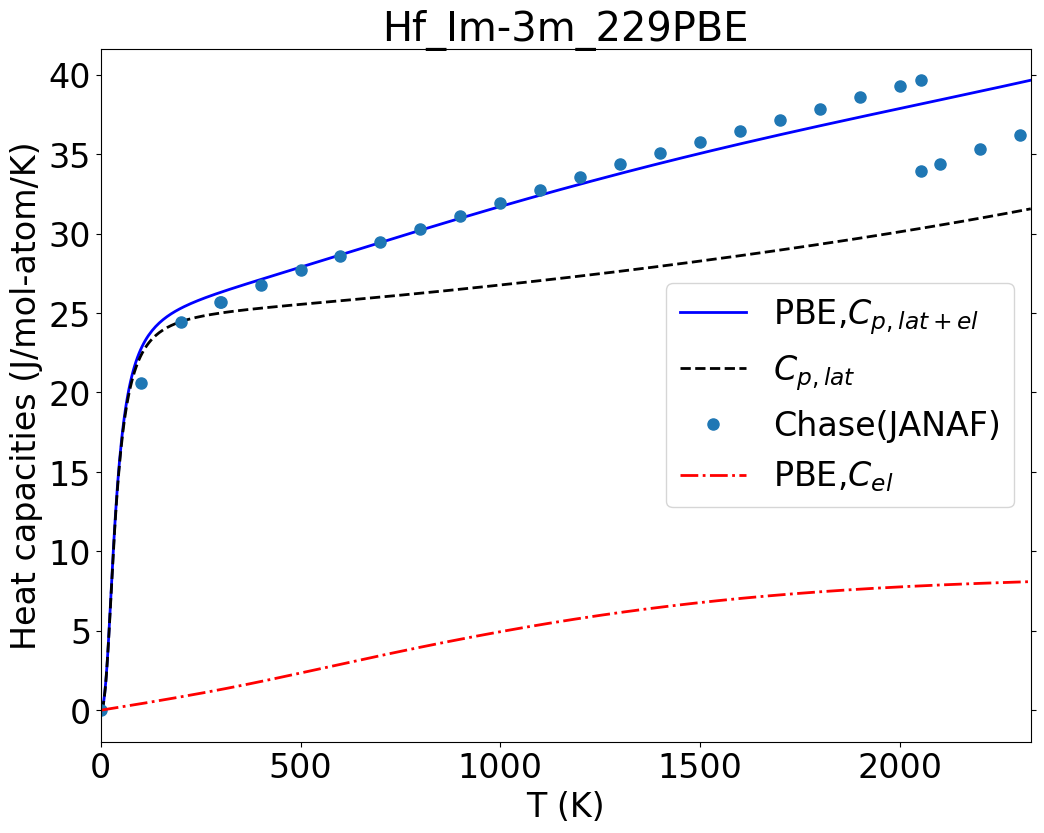 Hf_Im-3m_229PBE
Heat capacities (J/mol-atom/K)
40
35
30
25
20
15
10
5
0
PBE,C_{p, lat+el}
C_{p, lat}
Chase(JANAF)
PBE,C_{el}
0 500 1000 1500 2000
T (K)